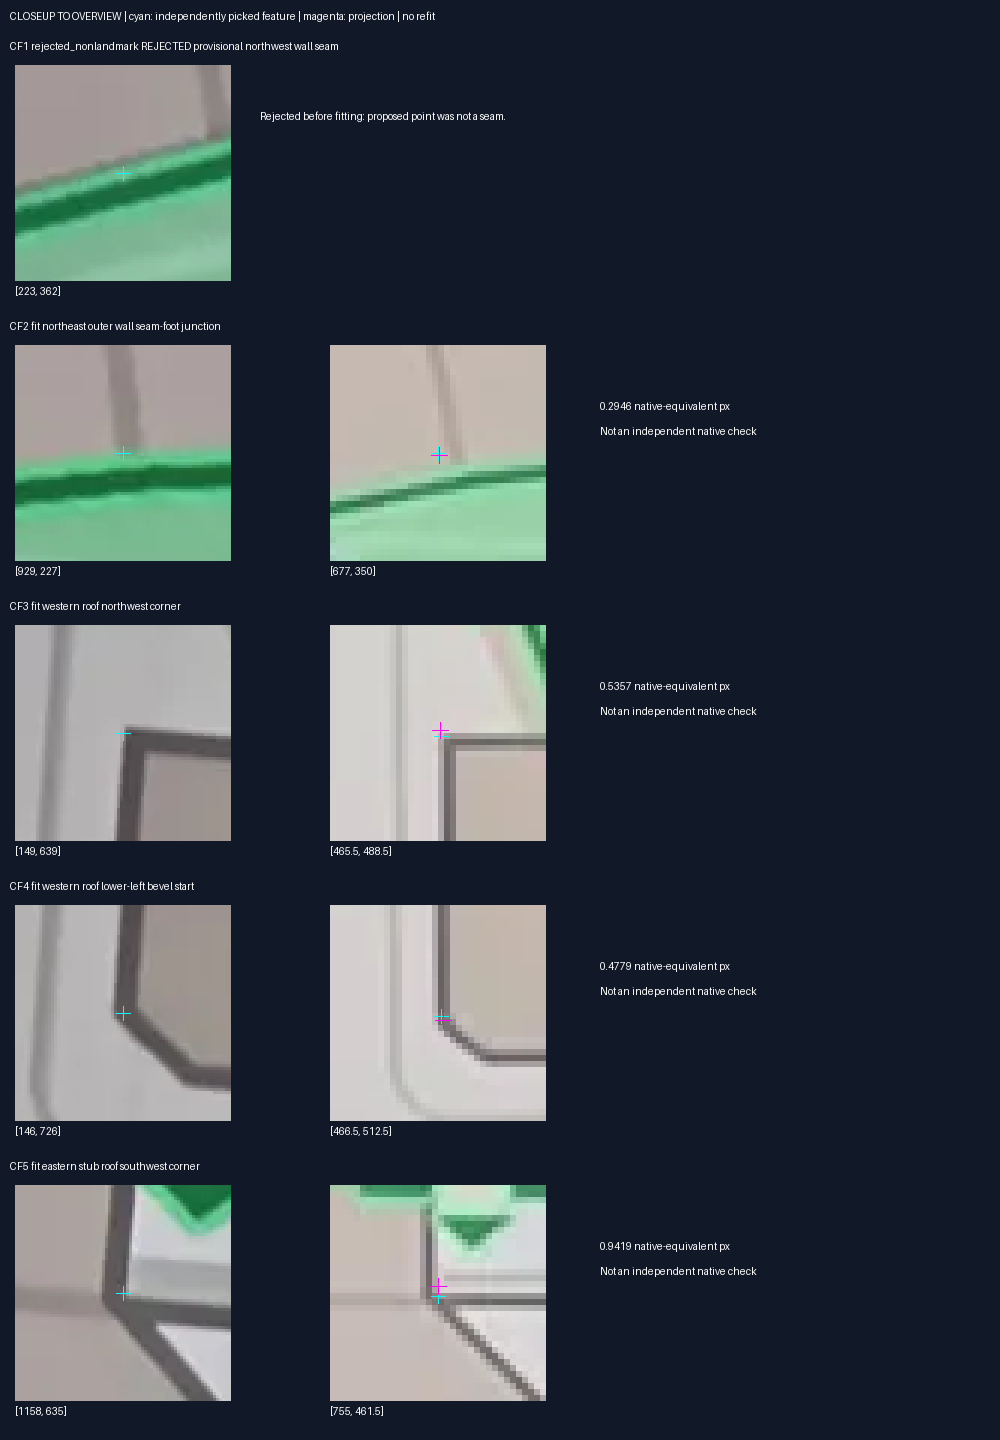 CLOSEUP TO OVERVIEW | cyan: independently picked feature | magenta: projection | no refit
CF1 rejected_nonlandmark REJECTED provisional northwest wall seam
Rejected before fitting: proposed point was not a seam.
[223, 362]
CF2 fit northeast outer wall seam-foot junction
0.2946 native-equivalent px
Not an independent native check
[929, 227]
[677, 350]
CF3 fit western roof northwest corner
0.5357 native-equivalent px
Not an independent native check
[149, 639]
[465.5, 488.5]
CF4 fit western roof lower-left bevel start
0.4779 native-equivalent px
Not an independent native check
[146, 726]
[466.5, 512.5]
CF5 fit eastern stub roof southwest corner
0.9419 native-equivalent px
Not an independent native check
[1158, 635]
[755, 461.5]